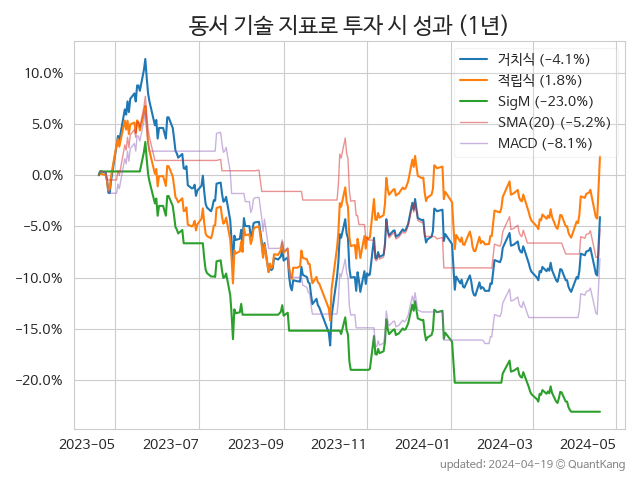 동서 기술 지표로 투자 시 성과 (1년)
거치식 (−4.1%)
적립식 (1.8%)
SigM (−23.0%)
SMA(20) (−5.2%)
MACD (−8.1%)
10.0%
5.0%
0.0%
−5.0%
−10.0%
−15.0%
−20.0%
2023-05 2023-07 2023-09 2023-11 2024-01 2024-03 2024-05
updated: 2024-04-19 © QuantKang